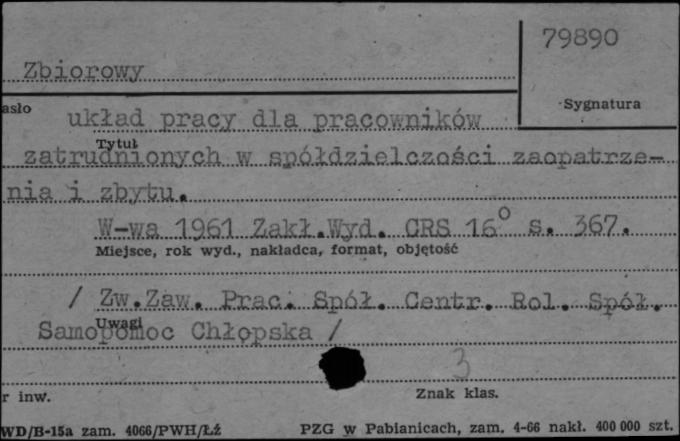 79890
Zbiorowy
Sygnatura
asło
układ pracy dla pracowników
Tytuł
zatrudnionych w spółdzielczości zaopatrze-
nia i zbytu.
W-wa 1961 Zakł.Wyd. CRS 16° s. 367.
Miejsce, rok wyd., nakładca, format, objętość
/ Zw.Zaw. Prac. Spół. Centr. Rol. Spół.
Uwagi
Samopomoc Chłopska /
3
r inw.
Znak klas.
WD/B-15a zam. 4066/PWH/Łź PZG w Pabianicach, zam. 4-66 nakł. 400 000 szt.